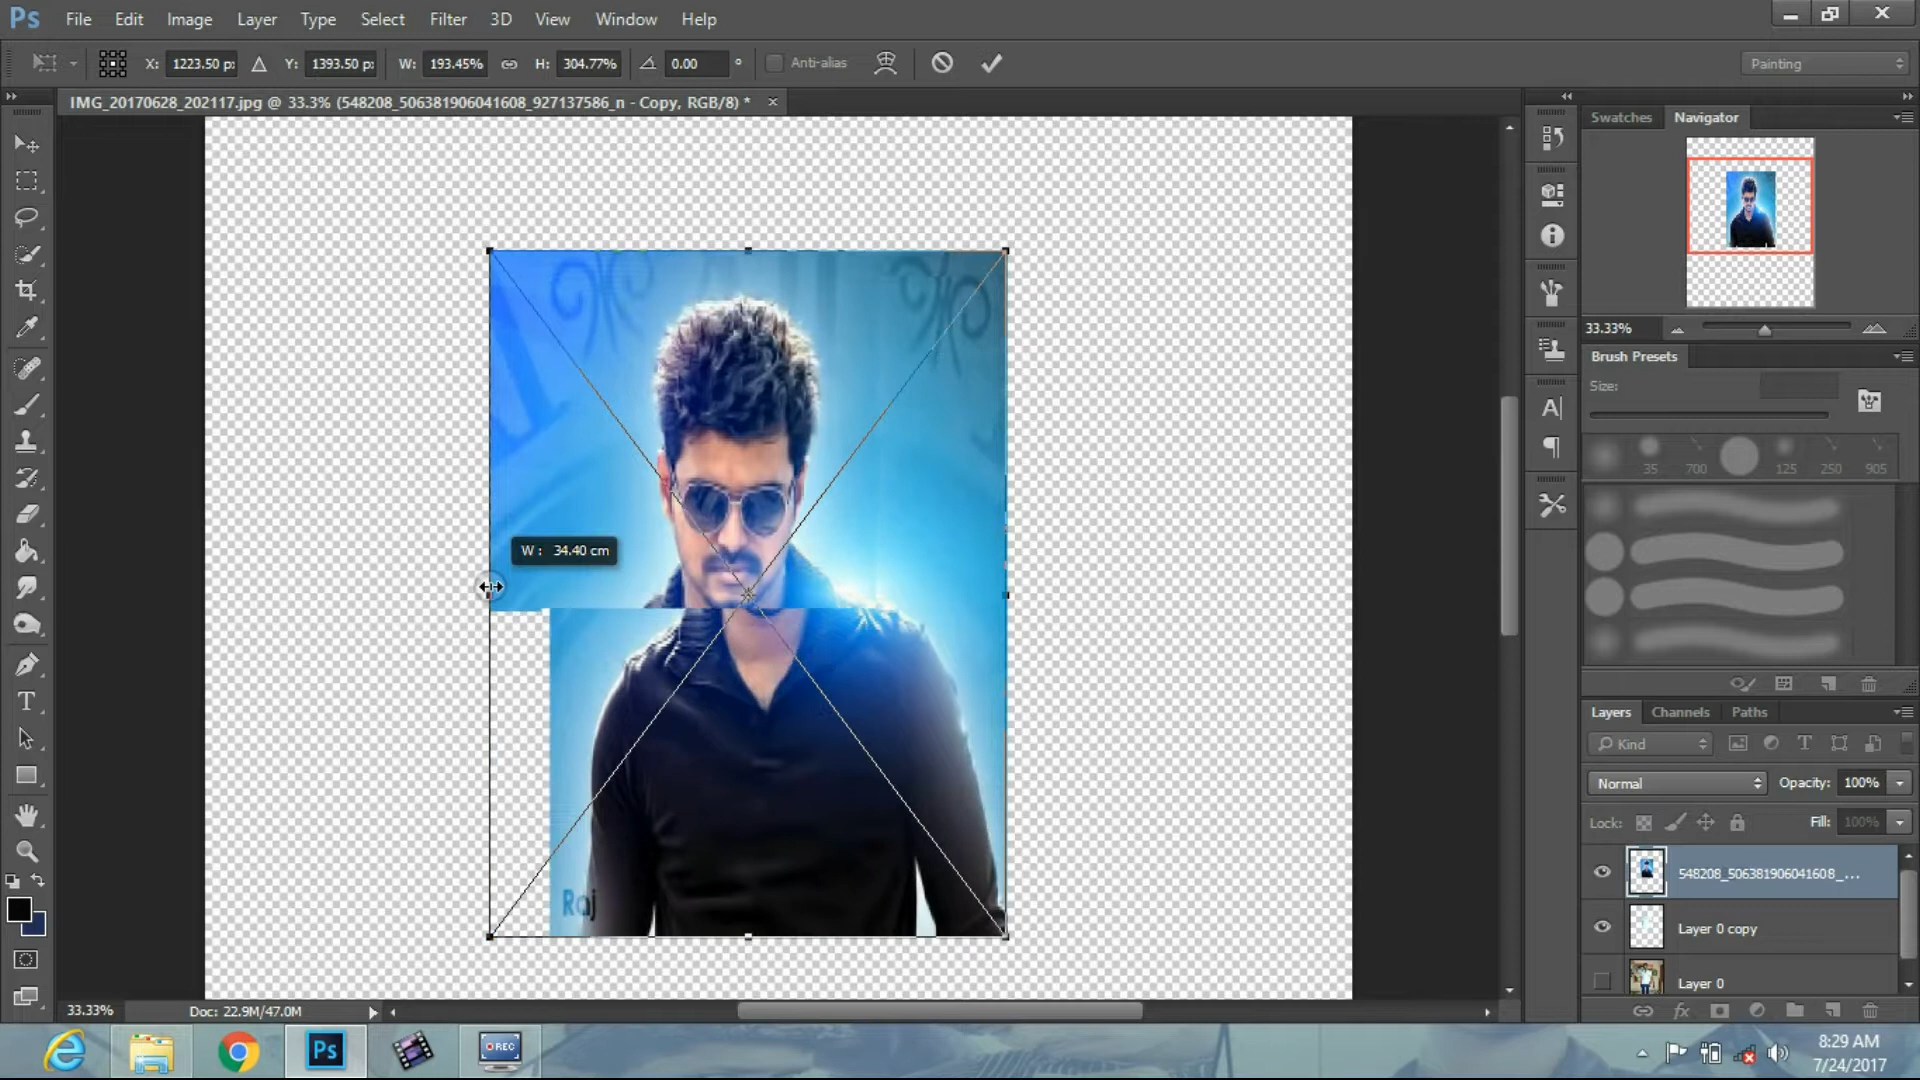 Ps File Edit Image Layer Type Select Filter 3D View Window Help
X: 1223.50 p: Y: 1393.50 p: W: 193.45% H: 304.77% 0.00 ° Anti-alias Painting
IMG_20170628_202117.jpg @ 33.3% (548208_506381906041608_927137586_n - Copy, RGB/8) * ×
Swatches Navigator
33.33%
Brush Presets
Size:
35 700 125 250 905
W : 34.40 cm
Raj
Layers Channels Paths
Kind
Normal Opacity: 100%
Lock: Fill: 100%
548208_506381906041608_...
Layer 0 copy
Layer 0
33.33% Doc: 22.9M/47.0M
Ps REC
8:29 AM
7/24/2017